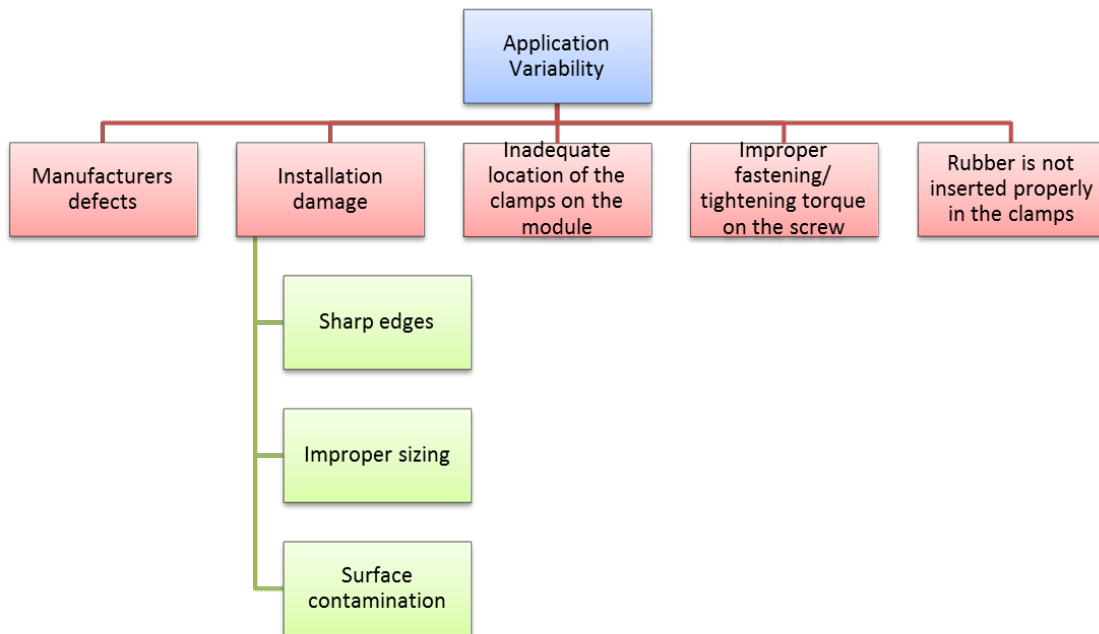 Application
Variability
Manufacturers
defects
Installation
damage
Inadequate
location of the
clamps on the
module
Improper
fastening/
tightening torque
on the screw
Rubber is not
inserted properly
in the clamps
Sharp edges
Improper sizing
Surface
contamination